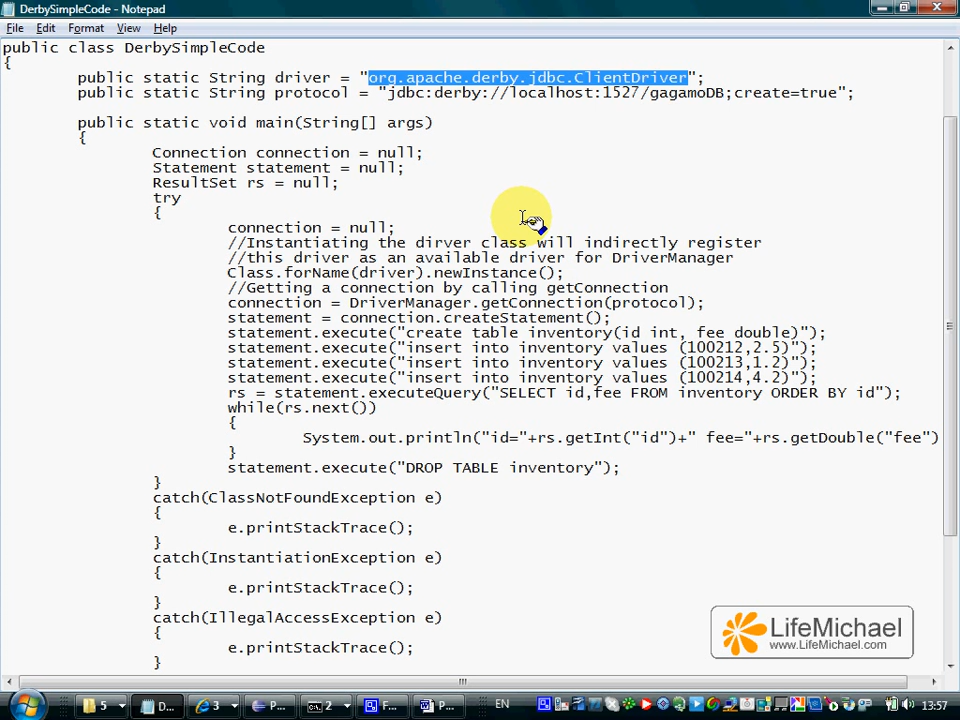 DerbySimpleCode - Notepad
File Edit Format View Help
public class DerbySimpleCode
{
public static String driver = "org.apache.derby.jdbc.ClientDriver";
public static String protocol = "jdbc:derby://localhost:1527/gagamoDB;create=true";
public static void main(String[] args)
{
Connection connection = null;
Statement statement = null;
ResultSet rs = null;
try
{
connection = null;
//Instantiating the dirver class will indirectly register
//this driver as an available driver for DriverManager
Class.forName(driver).newInstance();
//Getting a connection by calling getConnection
connection = DriverManager.getConnection(protocol);
statement = connection.createStatement();
statement.execute("create table inventory(id int, fee double)");
statement.execute("insert into inventory values (100212,2.5)");
statement.execute("insert into inventory values (100213,1.2)");
statement.execute("insert into inventory values (100214,4.2)");
rs = statement.executeQuery("SELECT id,fee FROM inventory ORDER BY id");
while(rs.next())
{
System.out.println("id="+rs.getInt("id")+" fee="+rs.getDouble("fee")
}
statement.execute("DROP TABLE inventory");
}
catch(ClassNotFoundException e)
{
e.printStackTrace();
}
catch(InstantiationException e)
{
e.printStackTrace();
}
catch(IllegalAccessException e)
{
e.printStackTrace();
}
LifeMichael
www.LifeMichael.com
5 D... 3 P... 2 F... P... EN 13:57